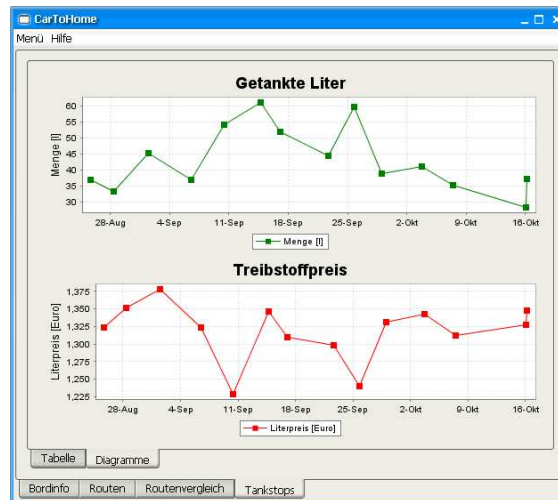 CarToHome
Menü Hilfe
Getankte Liter
Menge [l]
60
55
50
45
40
35
30
28-Aug 4-Sep 11-Sep 18-Sep 25-Sep 2-Okt 9-Okt 16-Okt
Menge [l]
Treibstoffpreis
Literpreis [Euro]
1,375
1,350
1,325
1,300
1,275
1,250
1,225
28-Aug 4-Sep 11-Sep 18-Sep 25-Sep 2-Okt 9-Okt 16-Okt
Literpreis [Euro]
Tabelle Diagramme
Bordinfo Routen Routenvergleich Tankstops